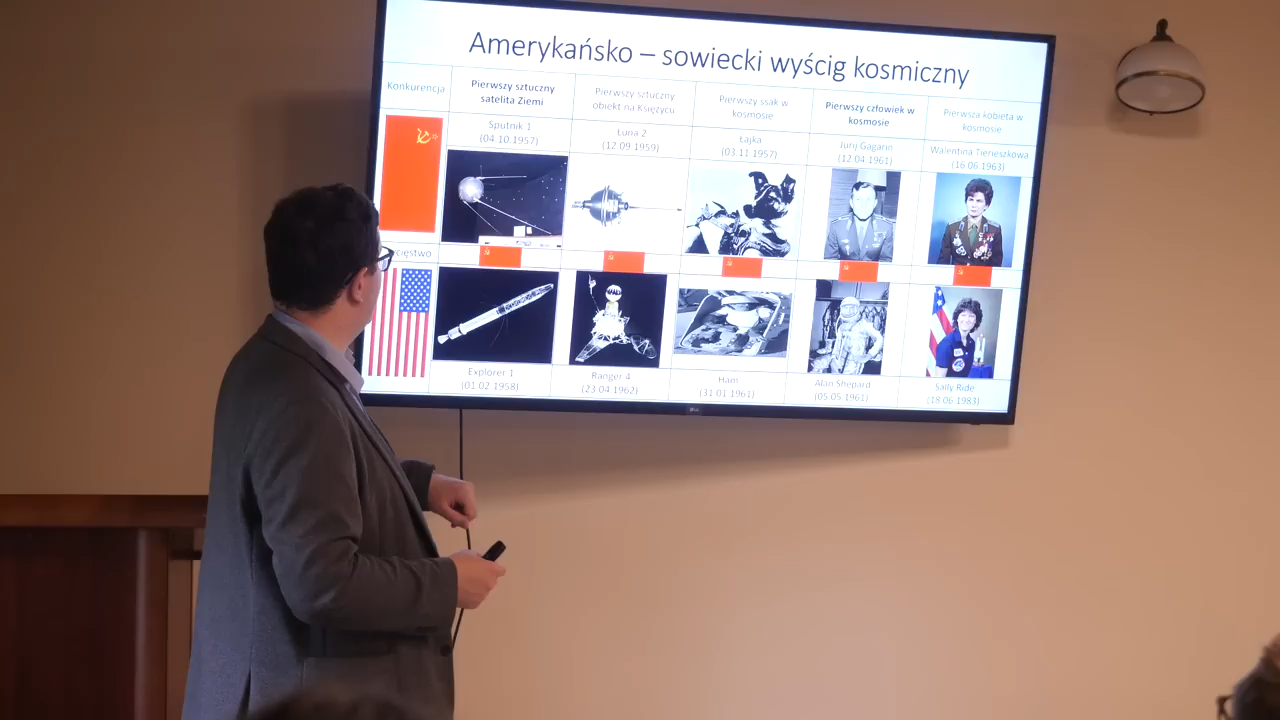 Amerykańsko – sowiecki wyścig kosmiczny
Konkurencja
Pierwszy sztuczny
satelita Ziemi
Pierwszy sztuczny
obiekt na Księżycu
Pierwszy ssak w
kosmosie
Pierwszy człowiek w
kosmosie
Pierwsza kobieta w
kosmosie
Sputnik 1
(04.10.1957)
Łuna 2
(12.09.1959)
Łajka
(03.11.1957)
Jurij Gagarin
(12.04.1961)
Walentina Tiereszkowa
(16.06.1963)
cięstwo
Explorer 1
(01.02.1958)
Ranger 4
(23.04.1962)
Ham
(31.01.1961)
Alan Shepard
(05.05.1961)
Sally Ride
(18.06.1983)
LG